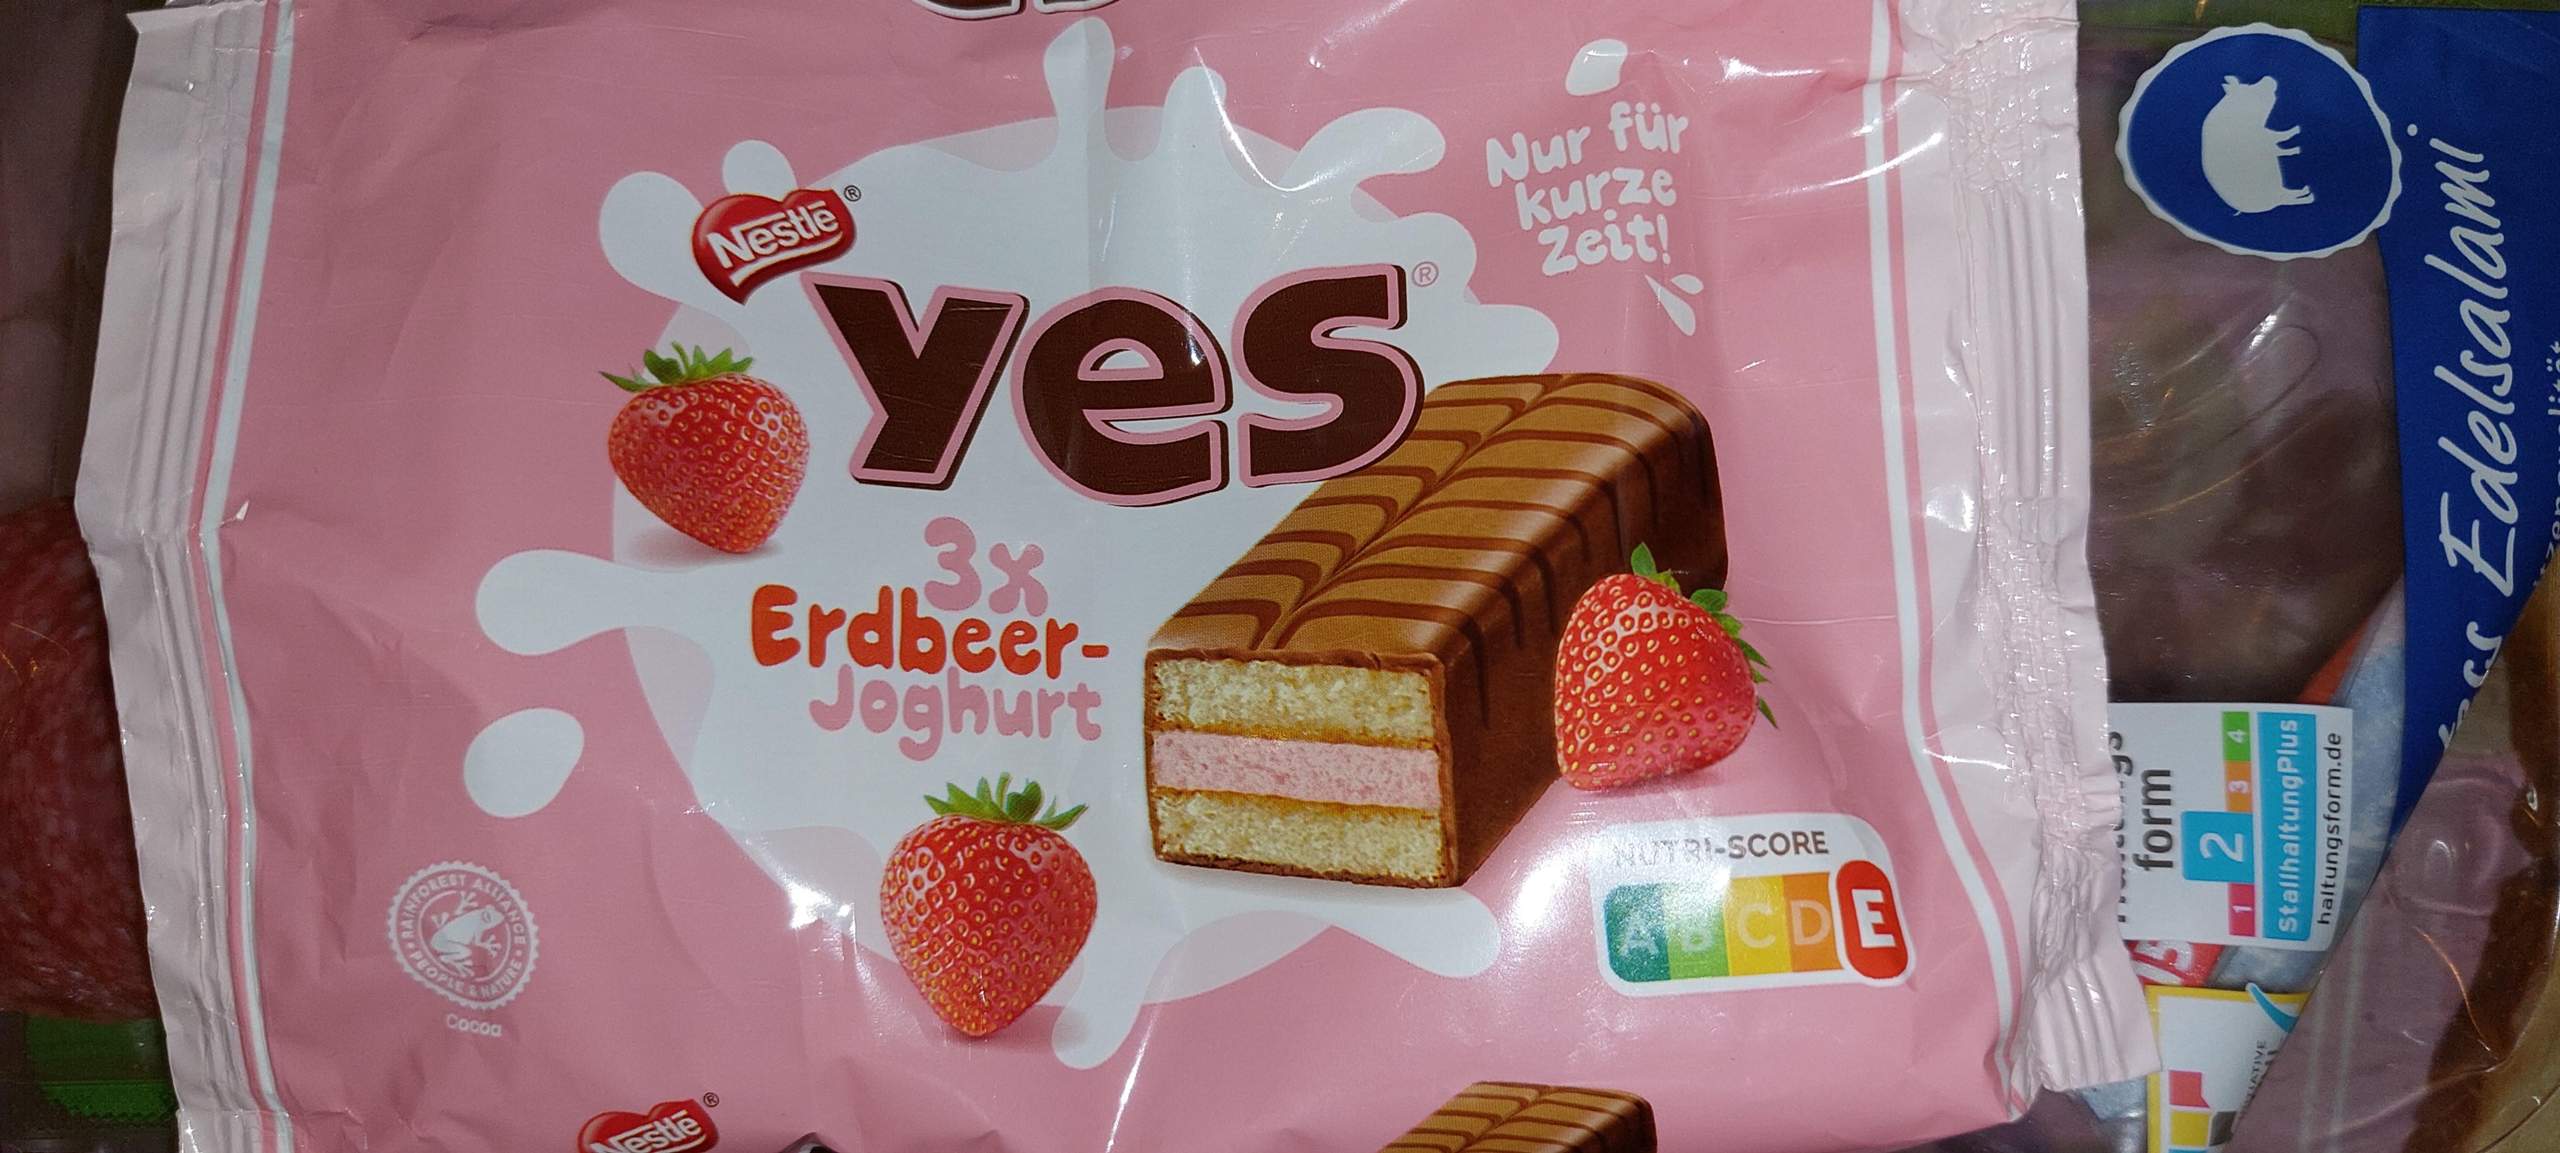 Nestlé®
yes®
3x
Erdbeer-
Joghurt
Nur für
kurze
Zeit!
NUTRI-SCORE
A B C D E
RAINFOREST ALLIANCE
PEOPLE & NATURE
Cocoa
Nestlé®
Edelsalami
form
1 2 3 4
StallhaltungPlus
haltungsform.de